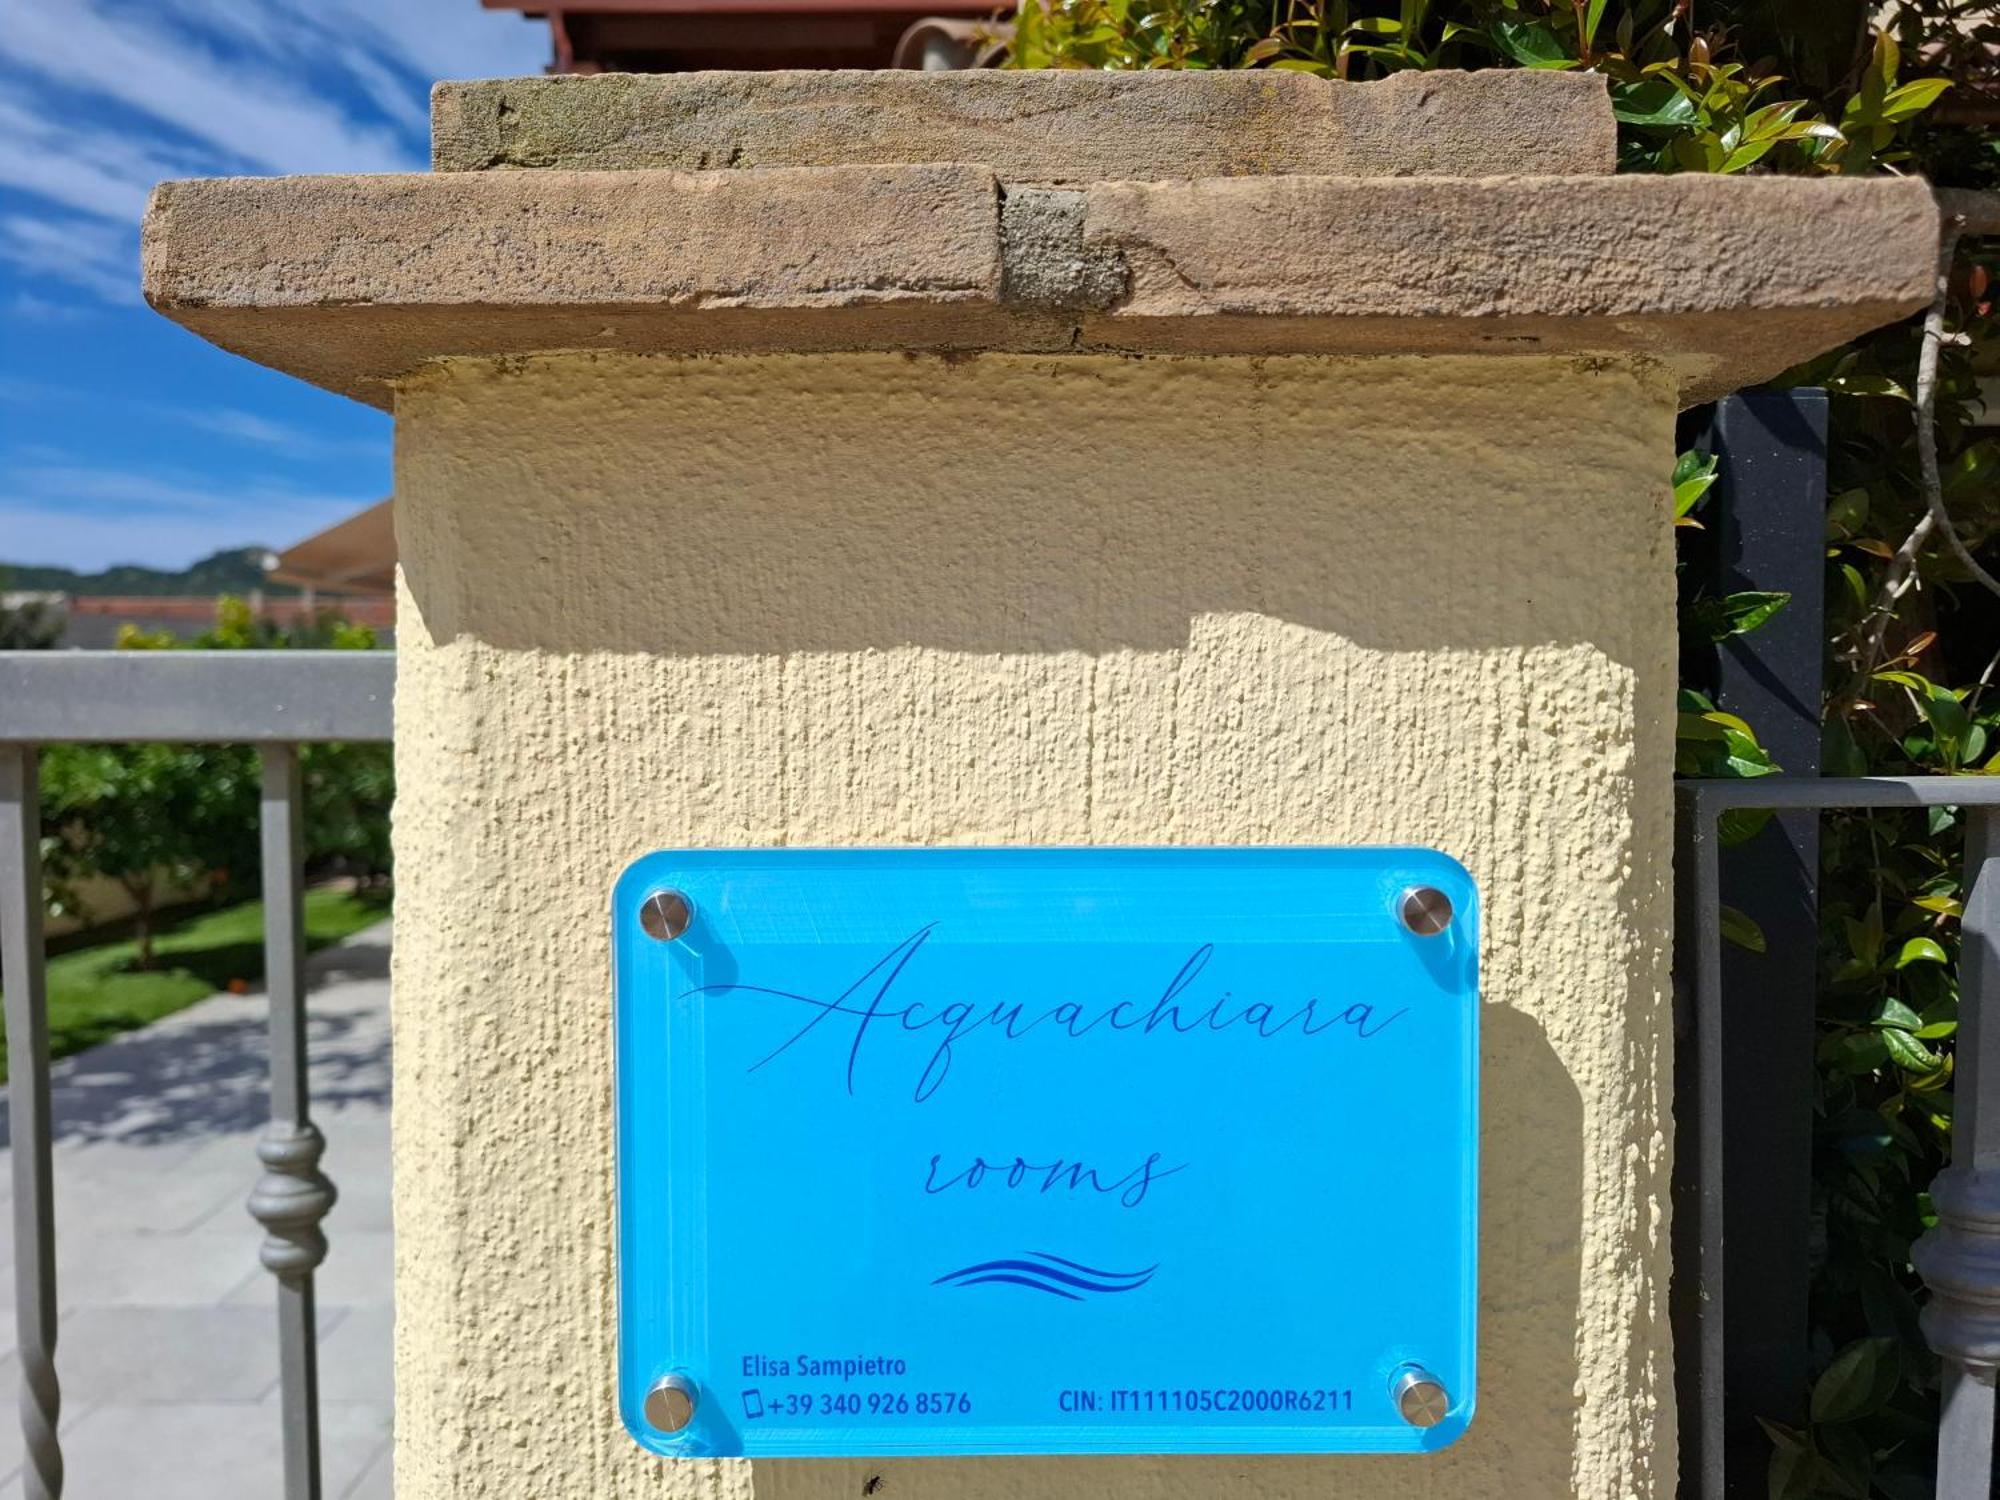 Acquachiara
rooms
Elisa Sampietro
+39 340 926 8576
CIN: IT111105C2000R6211